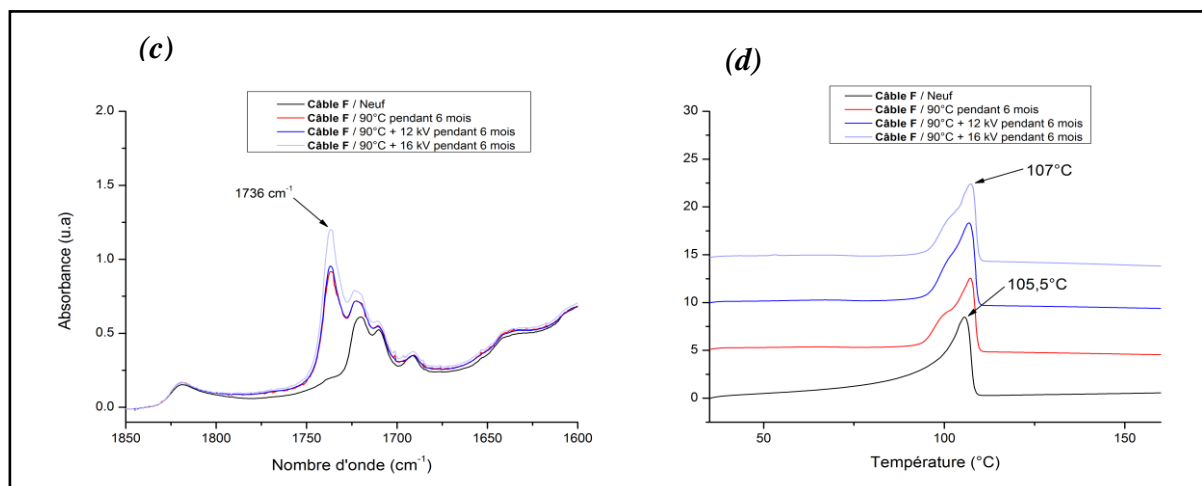 (c)
Câble F / Neuf
Câble F / 90°C pendant 6 mois
Câble F / 90°C + 12 kV pendant 6 mois
Câble F / 90°C + 16 kV pendant 6 mois
1736 cm-1
Absorbance (u.a)
2.0
1.5
1.0
0.5
0.0
1850
1800
1750
1700
1650
1600
Nombre d'onde (cm-1)
(d)
Câble F / Neuf
Câble F / 90°C pendant 6 mois
Câble F / 90°C + 12 kV pendant 6 mois
Câble F / 90°C + 16 kV pendant 6 mois
107°C
105,5°C
30
25
20
15
10
5
0
50
100
150
Température (°C)